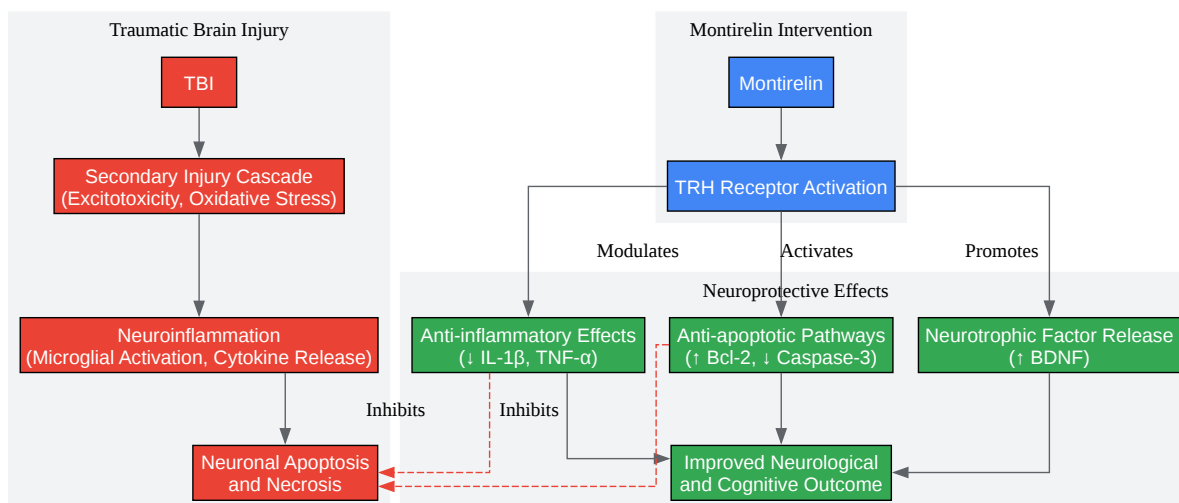 Traumatic Brain Injury
Montirelin Intervention
TBI
Montirelin
Secondary Injury Cascade
(Excitotoxicity, Oxidative Stress)
TRH Receptor Activation
Modulates
Activates
Promotes
Neuroprotective Effects
Neuroinflammation
(Microglial Activation, Cytokine Release)
Anti-inflammatory Effects
(↓ IL-1β, TNF-α)
Anti-apoptotic Pathways
(↑ Bcl-2, ↓ Caspase-3)
Neurotrophic Factor Release
(↑ BDNF)
Inhibits
Inhibits
Neuronal Apoptosis
and Necrosis
Improved Neurological
and Cognitive Outcome